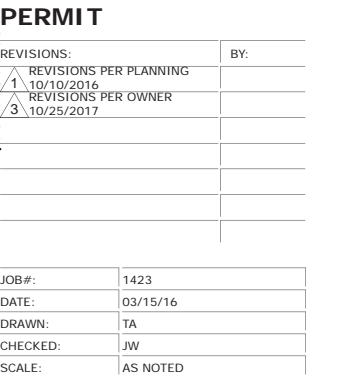 PERMIT
REVISIONS: BY:
1 REVISIONS PER PLANNING
10/10/2016
3 REVISIONS PER OWNER
10/25/2017
JOB#: 1423
DATE: 03/15/16
DRAWN: TA
CHECKED: JW
SCALE: AS NOTED